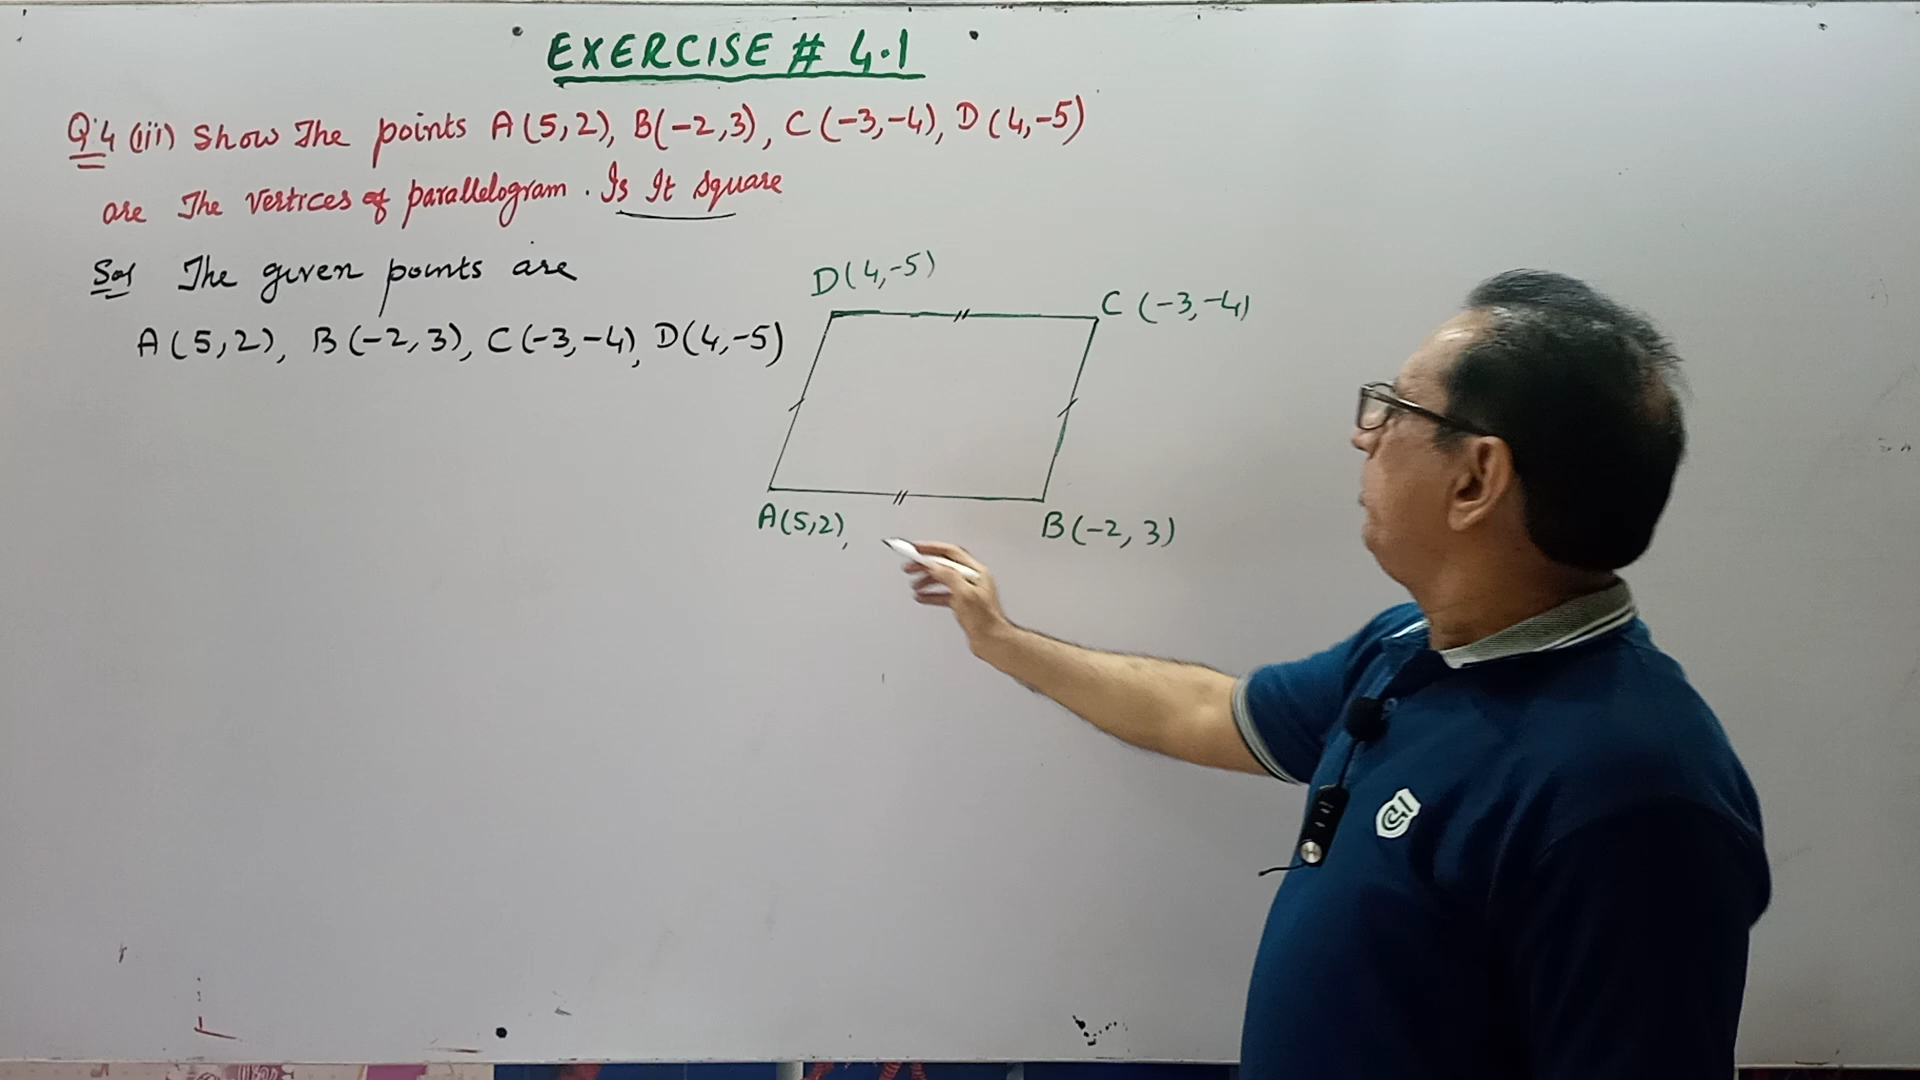 EXERCISE # 4.1
Q.4 (iii) Show The points A(5,2), B(-2,3), C(-3,-4), D(4,-5)
are The Vertices of parallelogram. Is It Square
Sol The given points are
A(5,2), B(-2,3), C(-3,-4), D(4,-5)
D(4,-5)
C(-3,-4)
A(5,2),
B(-2,3)